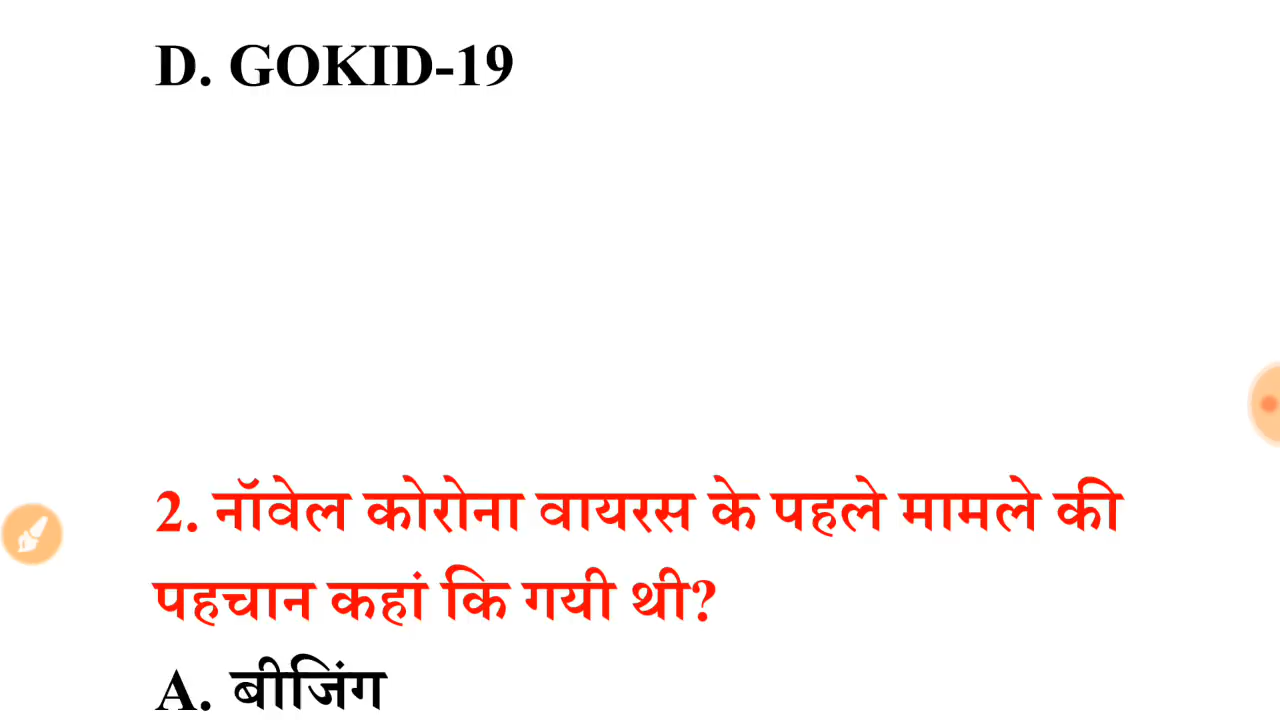 D. GOKID-19
2. नॉवेल कोरोना वायरस के पहले मामले की
पहचान कहां कि गयी थी?
A. बीजिंग